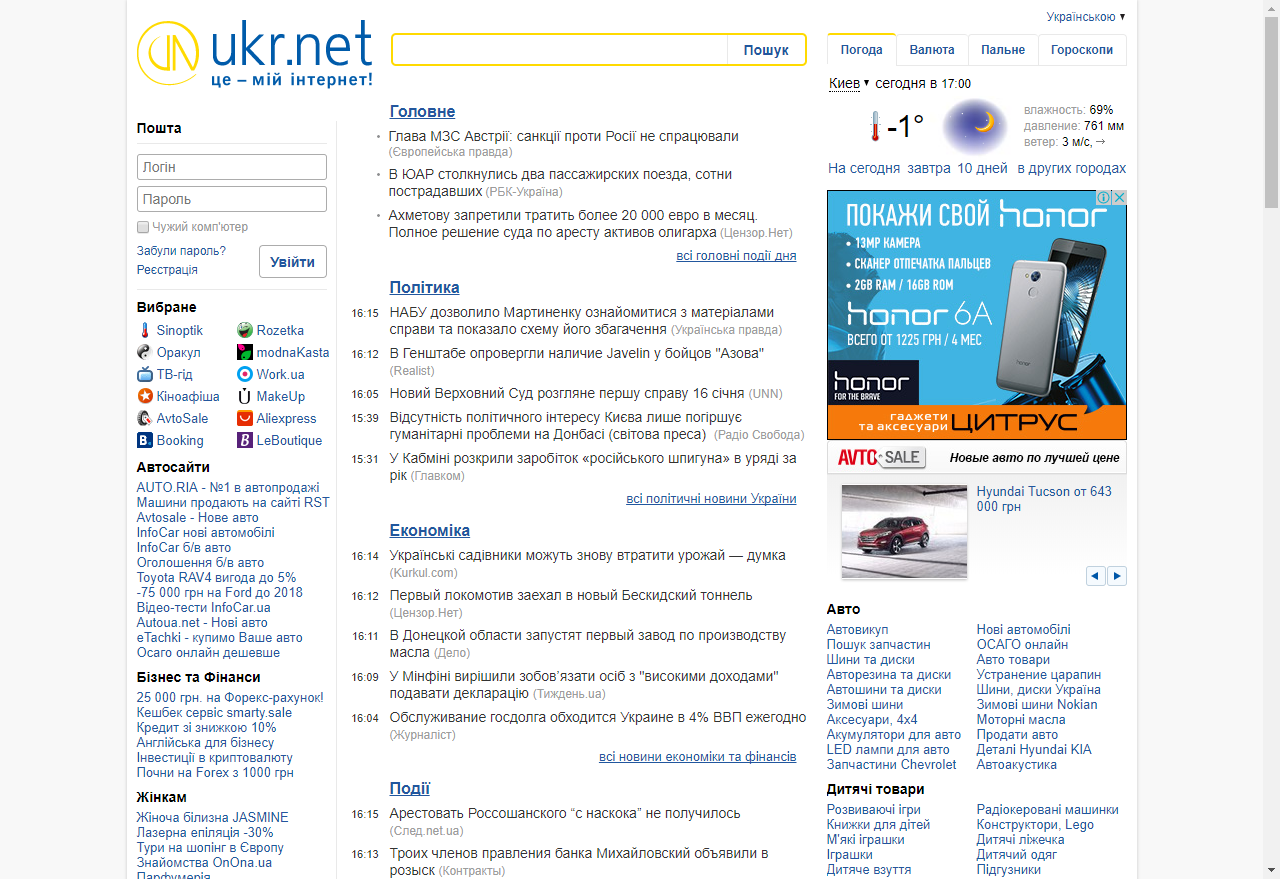 Українською ▼
ukr.net
це – мій інтернет!
Пошук
Погода
Валюта
Пальне
Гороскопи
Киев ▼ сегодня в 17:00
-1°
влажность: 69%
давление: 761 мм
ветер: 3 м/с, →
На сегодня завтра 10 дней в других городах
Пошта
Логін
Пароль
Чужий комп'ютер
Забули пароль?
Реєстрація
Увійти
Вибране
Sinoptik
Rozetka
Оракул
modnaKasta
ТВ-гід
Work.ua
Кіноафіша
MakeUp
AvtoSale
Aliexpress
Booking
LeBoutique
Автосайти
AUTO.RIA - №1 в автопродажі
Машини продають на сайті RST
Avtosale - Нове авто
InfoCar нові автомобілі
InfoCar б/в авто
Оголошення б/в авто
Toyota RAV4 вигода до 5%
-75 000 грн на Ford до 2018
Відео-тести InfoCar.ua
Autoua.net - Нові авто
eTachki - купимо Ваше авто
Осаго онлайн дешевше
Бізнес та Фінанси
25 000 грн. на Форекс-рахунок!
Кешбек сервіс smarty.sale
Кредит зі знижкою 10%
Англійська для бізнесу
Інвестиції в криптовалюту
Почни на Forex з 1000 грн
Жінкам
Жіноча білизна JASMINE
Лазерна епіляція -30%
Тури на шопінг в Європу
Знайомства OnOna.ua
Парфумерія
Головне
Глава МЗС Австрії: санкції проти Росії не спрацювали
(Європейська правда)
В ЮАР столкнулись два пассажирских поезда, сотни
пострадавших (РБК-Україна)
Ахметову запретили тратить более 20 000 евро в месяц.
Полное решение суда по аресту активов олигарха (Цензор.Нет)
всі головні події дня
Політика
16:15 НАБУ дозволило Мартиненку ознайомитися з матеріалами
справи та показало схему його збагачення (Українська правда)
16:12 В Генштабе опровергли наличие Javelin у бойцов "Азова"
(Realist)
16:05 Новий Верховний Суд розгляне першу справу 16 січня (UNN)
15:39 Відсутність політичного інтересу Києва лише погіршує
гуманітарні проблеми на Донбасі (світова преса) (Радіо Свобода)
15:31 У Кабміні розкрили заробіток «російського шпигуна» в уряді за
рік (Главком)
всі політичні новини України
Економіка
16:14 Українські садівники можуть знову втратити урожай — думка
(Kurkul.com)
16:12 Первый локомотив заехал в новый Бескидский тоннель
(Цензор.Нет)
16:11 В Донецкой области запустят первый завод по производству
масла (Дело)
16:09 У Мінфіні вирішили зобов’язати осіб з "високими доходами"
подавати декларацію (Тиждень.ua)
16:04 Обслуживание госдолга обходится Украине в 4% ВВП ежегодно
(Журналіст)
всі новини економіки та фінансів
Події
16:15 Арестовать Россошанского “с наскока” не получилось
(След.net.ua)
16:13 Троих членов правления банка Михайловский объявили в
розыск (Контракты)
ПОКАЖИ СВОЙ honor
• 13MP КАМЕРА
• СКАНЕР ОТПЕЧАТКА ПАЛЬЦЕВ
• 2GB RAM / 16GB ROM
honor 6A
ВСЕГО ОТ 1225 ГРН / 4 МЕС
honor
FOR THE BRAVE
гаджети
та аксесуари ЦИТРУС
AVTO SALE
Новые авто по лучшей цене
Hyundai Tucson от 643
000 грн
Авто
Автовикуп
Нові автомобілі
Пошук запчастин
ОСАГО онлайн
Шини та диски
Авто товари
Авторезина та диски
Устранение царапин
Автошини та диски
Шини, диски Україна
Зимові шини
Зимові шини Nokian
Аксесуари, 4x4
Моторні масла
Акумулятори для авто
Продати авто
LED лампи для авто
Деталі Hyundai KIA
Запчастини Chevrolet
Автоакустика
Дитячі товари
Розвиваючі ігри
Радіокеровані машинки
Книжки для дітей
Конструктори, Lego
М'які іграшки
Дитячі ліжечка
Іграшки
Дитячий одяг
Дитяче взуття
Підгузники